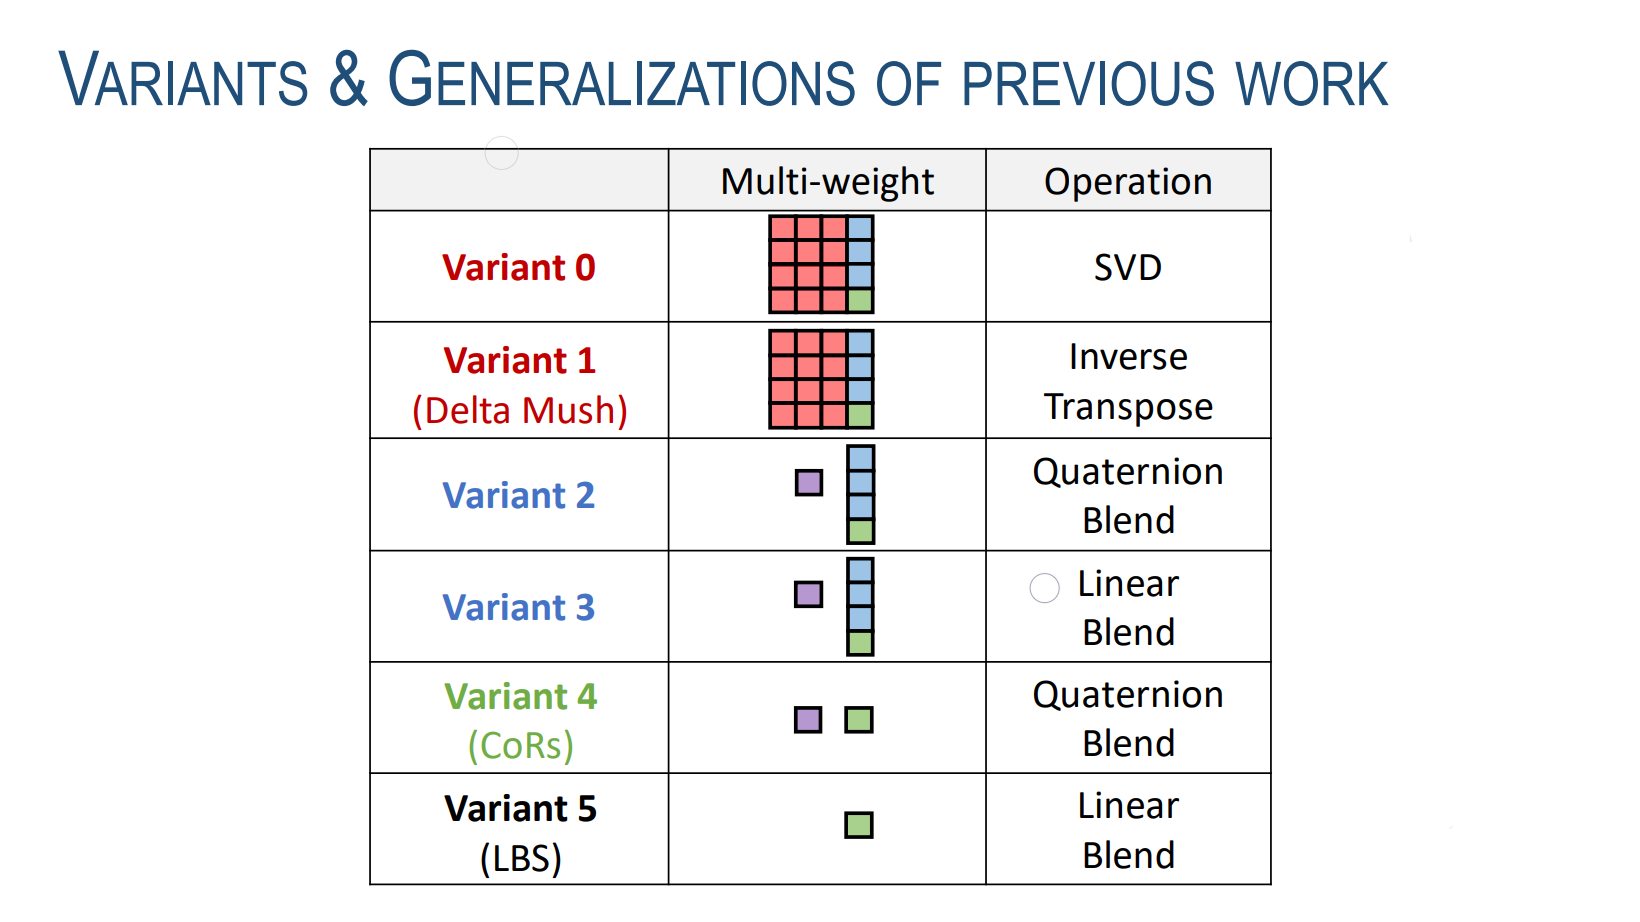 VARIANTS & GENERALIZATIONS OF PREVIOUS WORK
Multi-weight
Operation
Variant 0
SVD
Variant 1
(Delta Mush)
Inverse
Transpose
Variant 2
Quaternion
Blend
Variant 3
Linear
Blend
Variant 4
(CoRs)
Quaternion
Blend
Variant 5
(LBS)
Linear
Blend